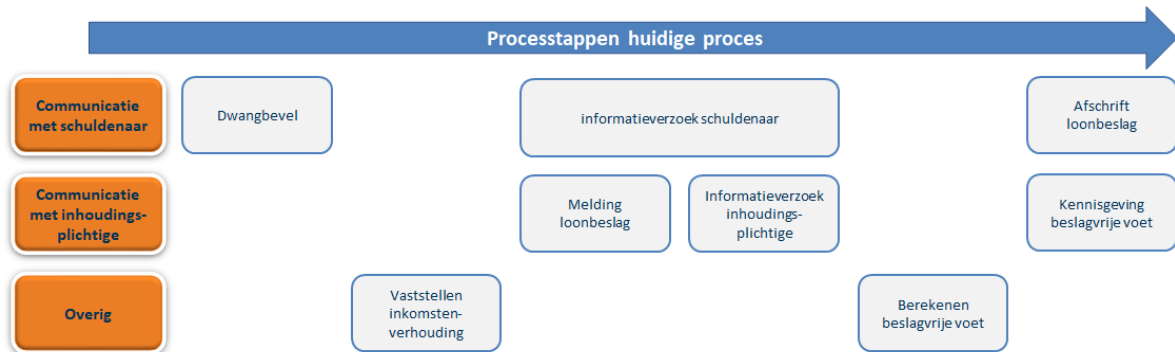 Processtappen huidige proces
Communicatie
met schuldenaar
Dwangbevel
informatieverzoek schuldenaar
Afschrift
loonbeslag
Communicatie
met inhoudings-
plichtige
Melding
loonbeslag
Informatieverzoek
inhoudings-
plichtige
Kennisgeving
beslagvrije voet
Overig
Vaststellen
inkomsten-
verhouding
Berekenen
beslagvrije voet